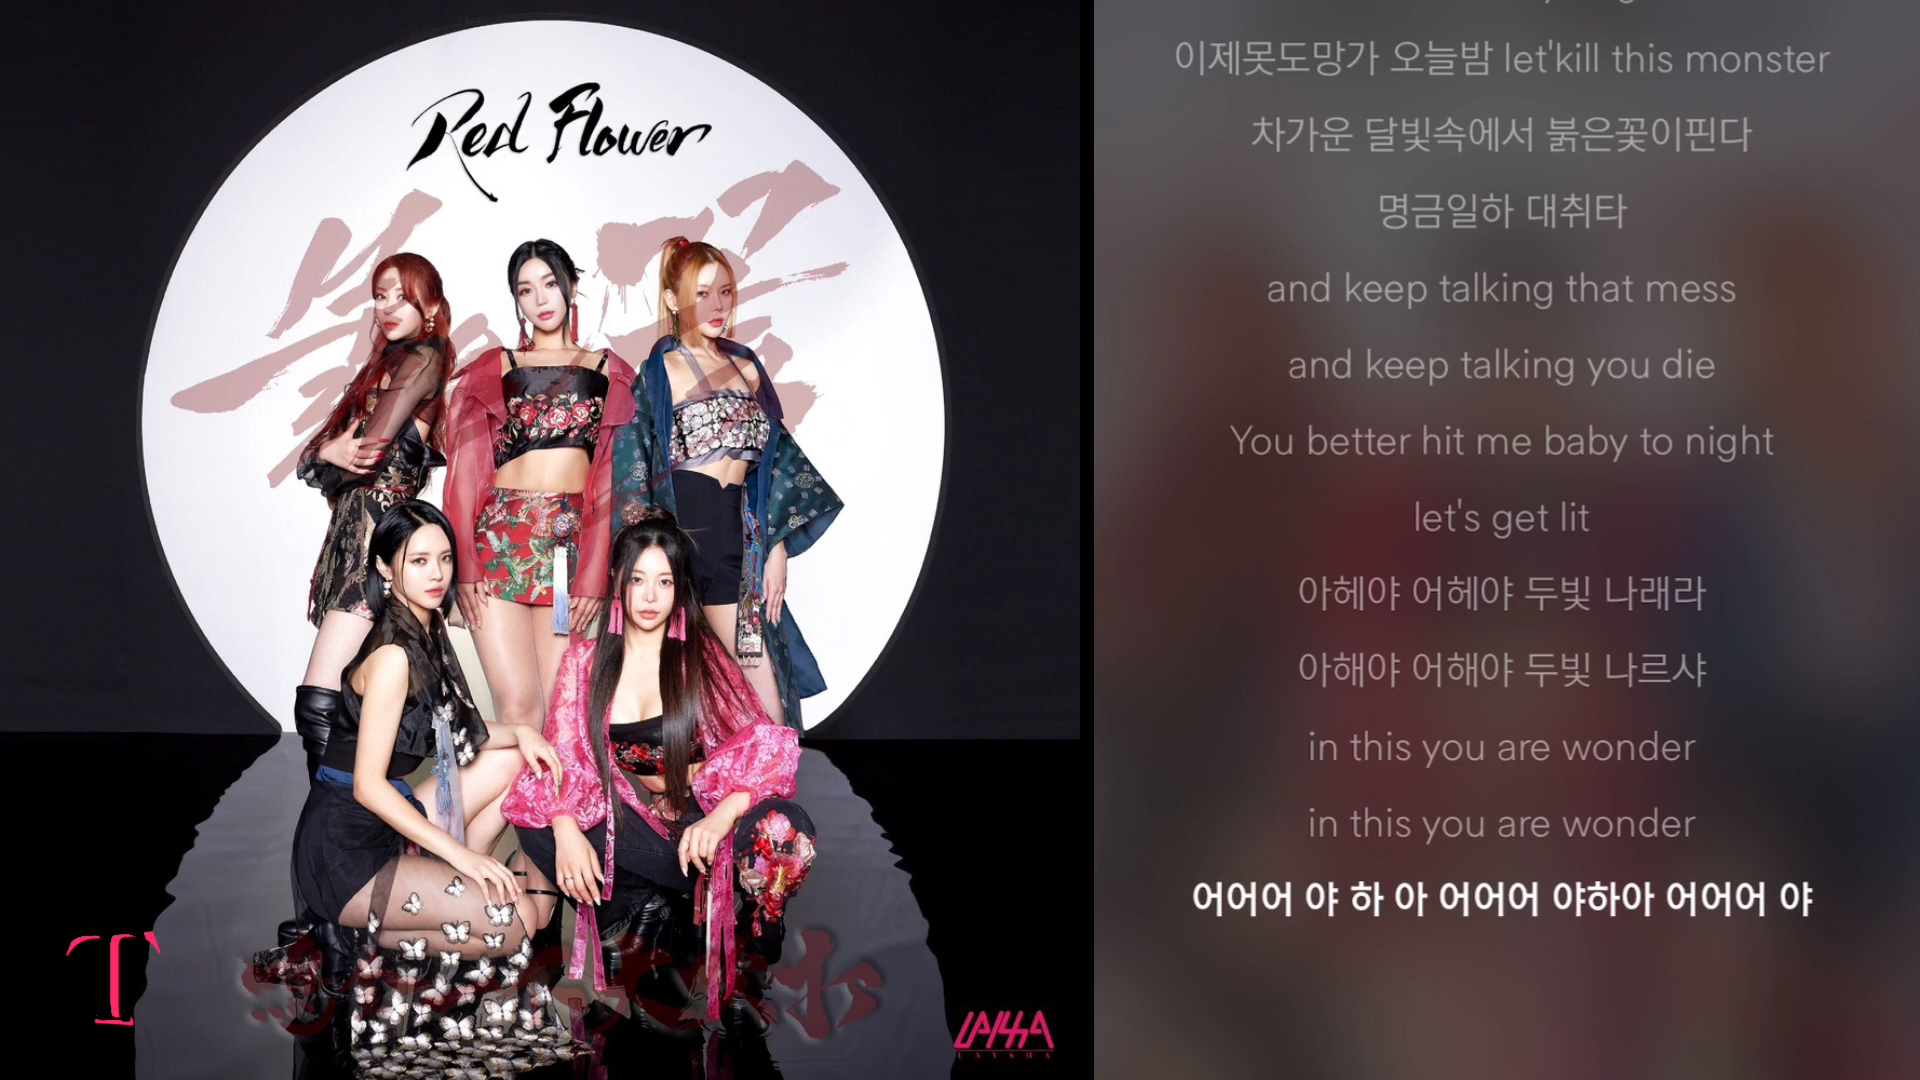 Red Flower
붉은꽃
T
LAYSHA
LAYSHA
이제못도망가 오늘밤 let'kill this monster
차가운 달빛속에서 붉은꽃이핀다
명금일하 대취타
and keep talking that mess
and keep talking you die
You better hit me baby to night
let's get lit
아헤야 어헤야 두빛 나래라
아해야 어해야 두빛 나르샤
in this you are wonder
in this you are wonder
어어어 야 하 아 어어어 야하아 어어어 야